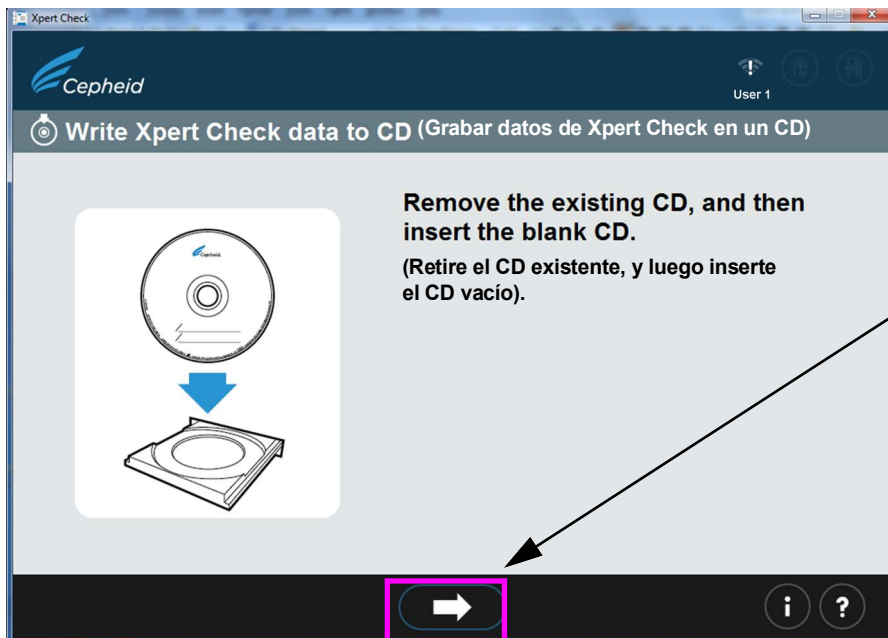 Xpert Check
Cepheid
User 1
Write Xpert Check data to CD (Grabar datos de Xpert Check en un CD)
Cepheid
Remove the existing CD, and then
insert the blank CD.
(Retire el CD existente, y luego inserte
el CD vacío).
i ?